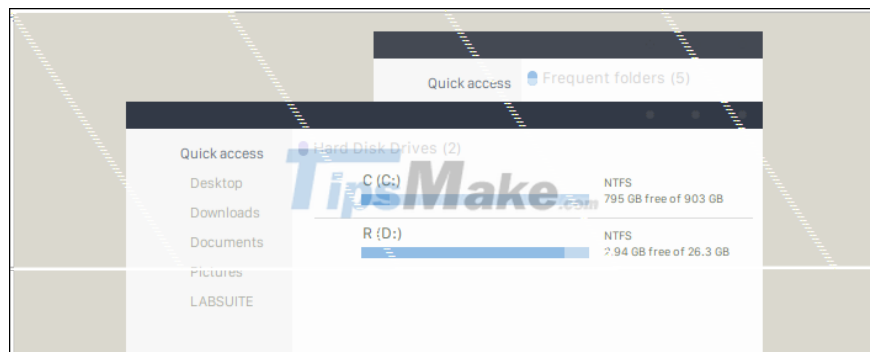 Quick access
Frequent folders (5)
Quick access
Desktop
Downloads
Documents
Pictures
LABSUITE
Hard Disk Drives (2)
C (C:)
NTFS
795 GB free of 903 GB
R (D:)
NTFS
2.94 GB free of 26.3 GB
TipsMake.com